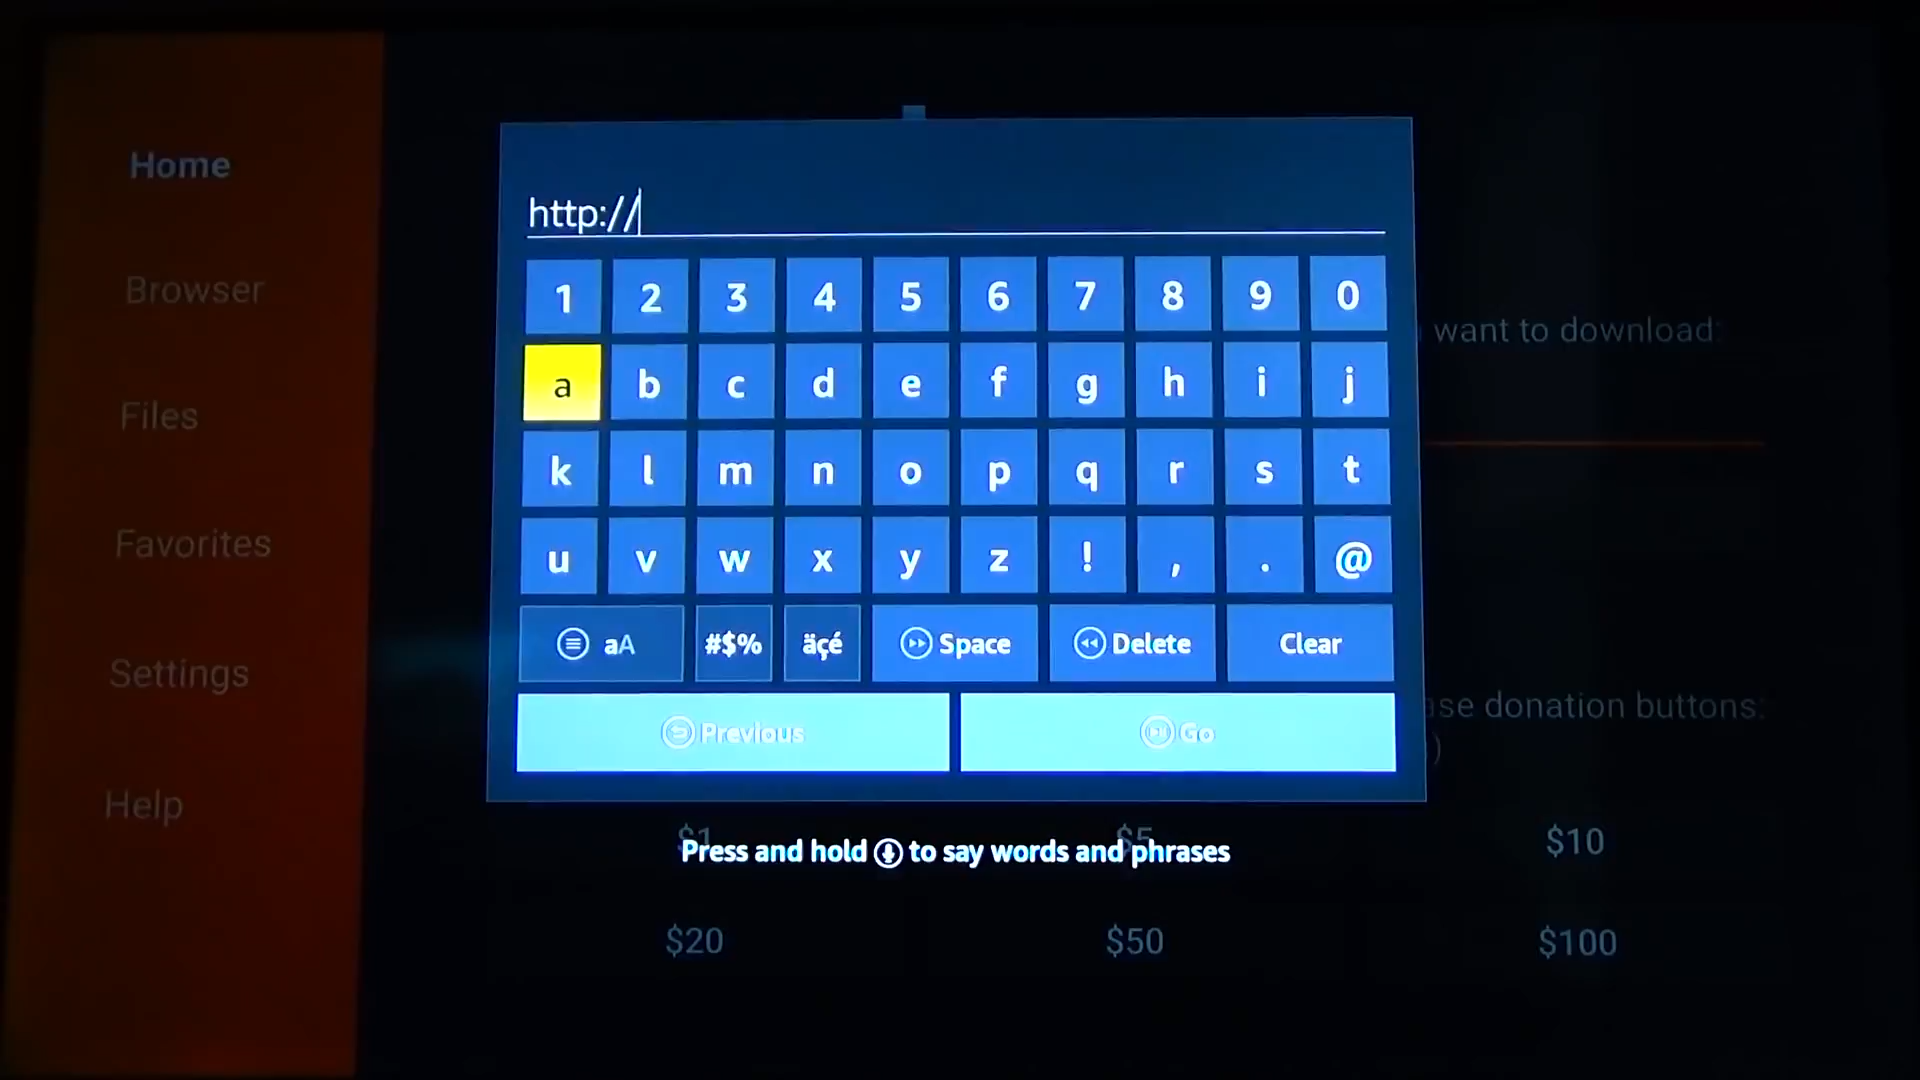 Home
Browser
Files
Favorites
Settings
Help
http://
1 2 3 4 5 6 7 8 9 0
a b c d e f g h i j
k l m n o p q r s t
u v w x y z ! , . @
aA #$% äçé Space Delete Clear
Previous Go
want to download:
donation buttons:
)
Press and hold to say words and phrases
$1 $5 $10
$20 $50 $100